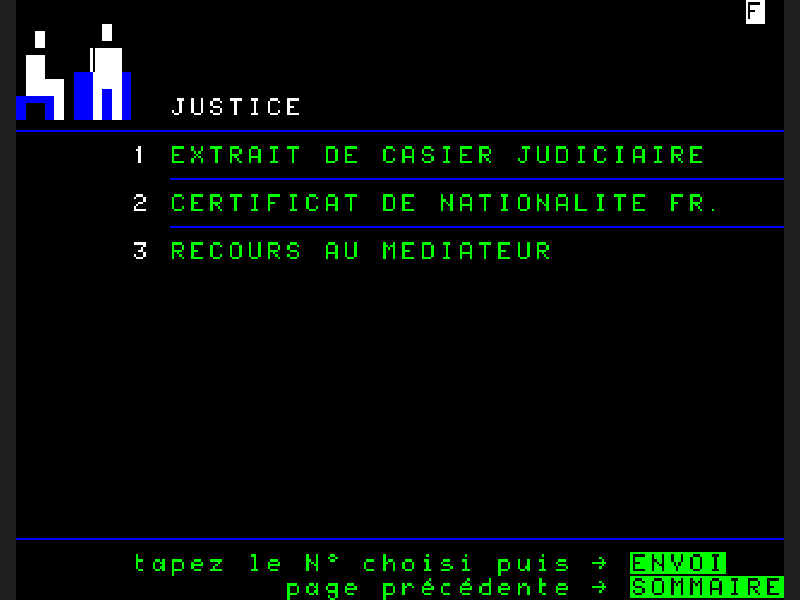 F
JUSTICE
1 EXTRAIT DE CASIER JUDICIAIRE
2 CERTIFICAT DE NATIONALITE FR.
3 RECOURS AU MEDIATEUR
tapez le N° choisi puis → ENVOI
page précédente → SOMMAIRE